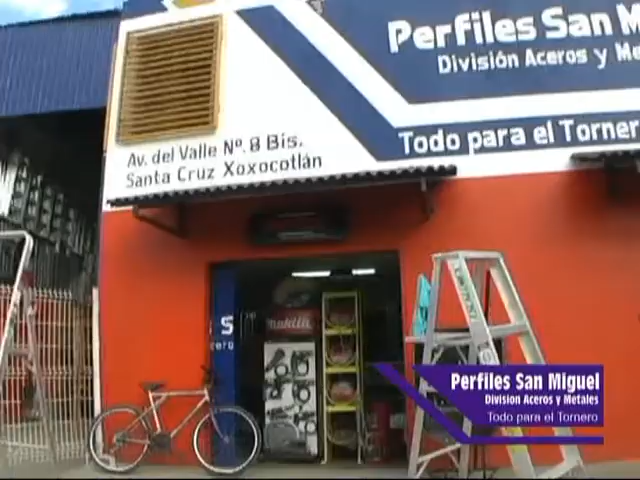 Perfiles San M
División Aceros y Me
Todo para el Torner
Av. del Valle Nº. 8 Bis.
Santa Cruz Xoxocotlán
Makita
S
cero
Perfiles San Miguel
Division Aceros y Metales
Todo para el Tornero